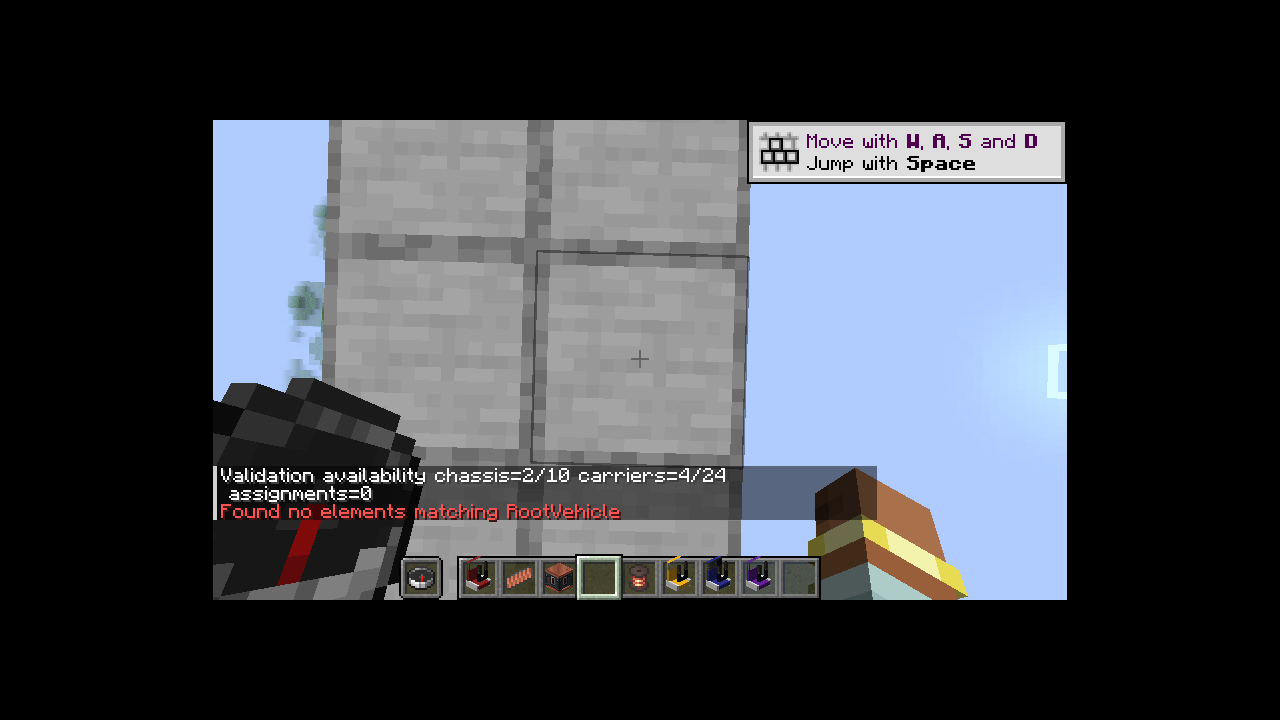 Move with W, A, S and D
Jump with Space
Validation availability chassis=2/10 carriers=4/24
assignments=0
Found no elements matching RootVehicle